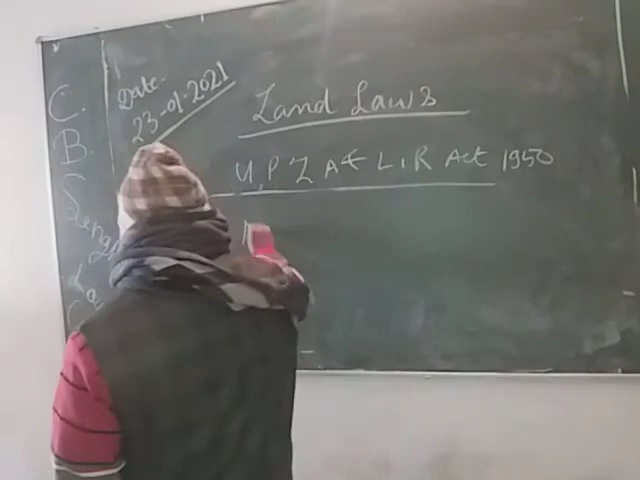 C.
B.
Date-
23-01-2021
Land Laws
U.P Z A & L.R Act 1950